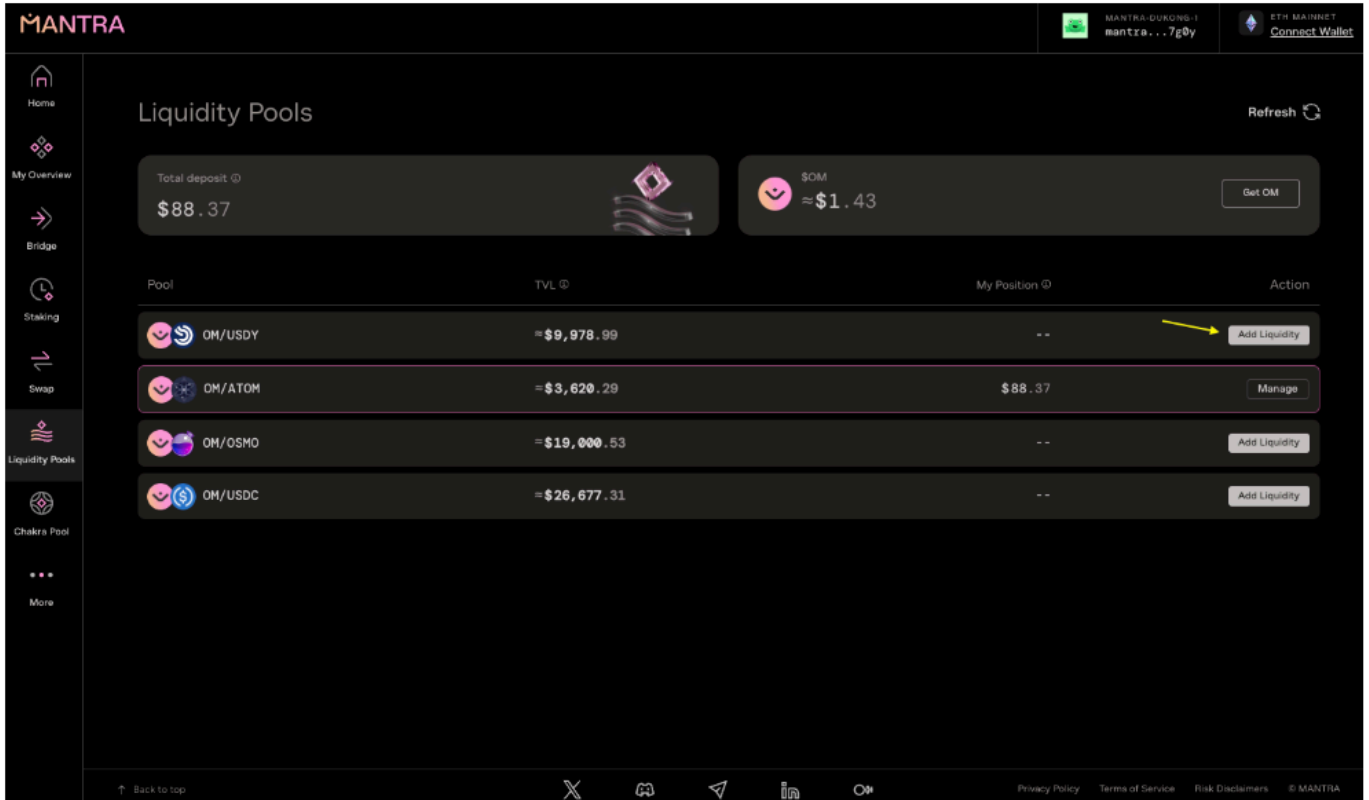 MANTRA
MANTRA-DUKONG-1
mantra...7g0y
ETH MAINNET
Connect Wallet
Home
My Overview
Bridge
Staking
Swap
Liquidity Pools
Chakra Pool
More
Liquidity Pools
Refresh
Total deposit
$88.37
$OM
≈$1.43
Get OM
Pool TVL My Position Action
OM/USDY ≈$9,978.99 -- Add Liquidity
OM/ATOM ≈$3,620.29 $88.37 Manage
OM/OSMO ≈$19,000.53 -- Add Liquidity
OM/USDC ≈$26,677.31 -- Add Liquidity
↑ Back to top
Privacy Policy Terms of Service Risk Disclaimers © MANTRA